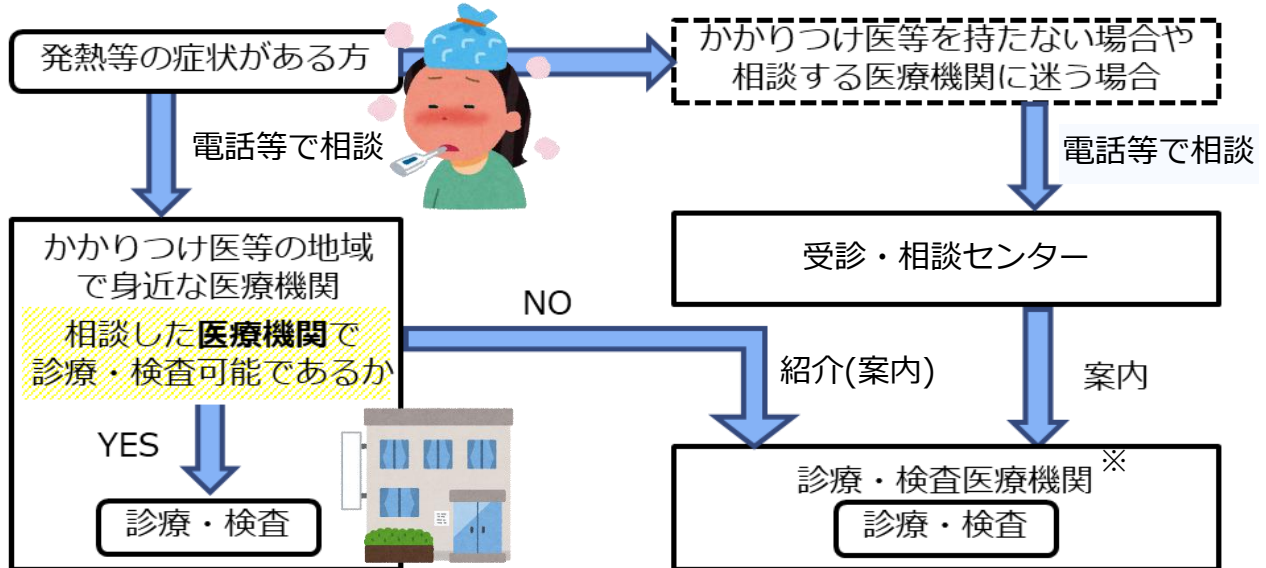 発熱等の症状がある方
かかりつけ医等を持たない場合や
相談する医療機関に迷う場合
電話等で相談
電話等で相談
かかりつけ医等の地域
で身近な医療機関
相談した医療機関で
診療・検査可能であるか
受診・相談センター
NO
紹介(案内)
案内
YES
診療・検査
診療・検査医療機関※
診療・検査